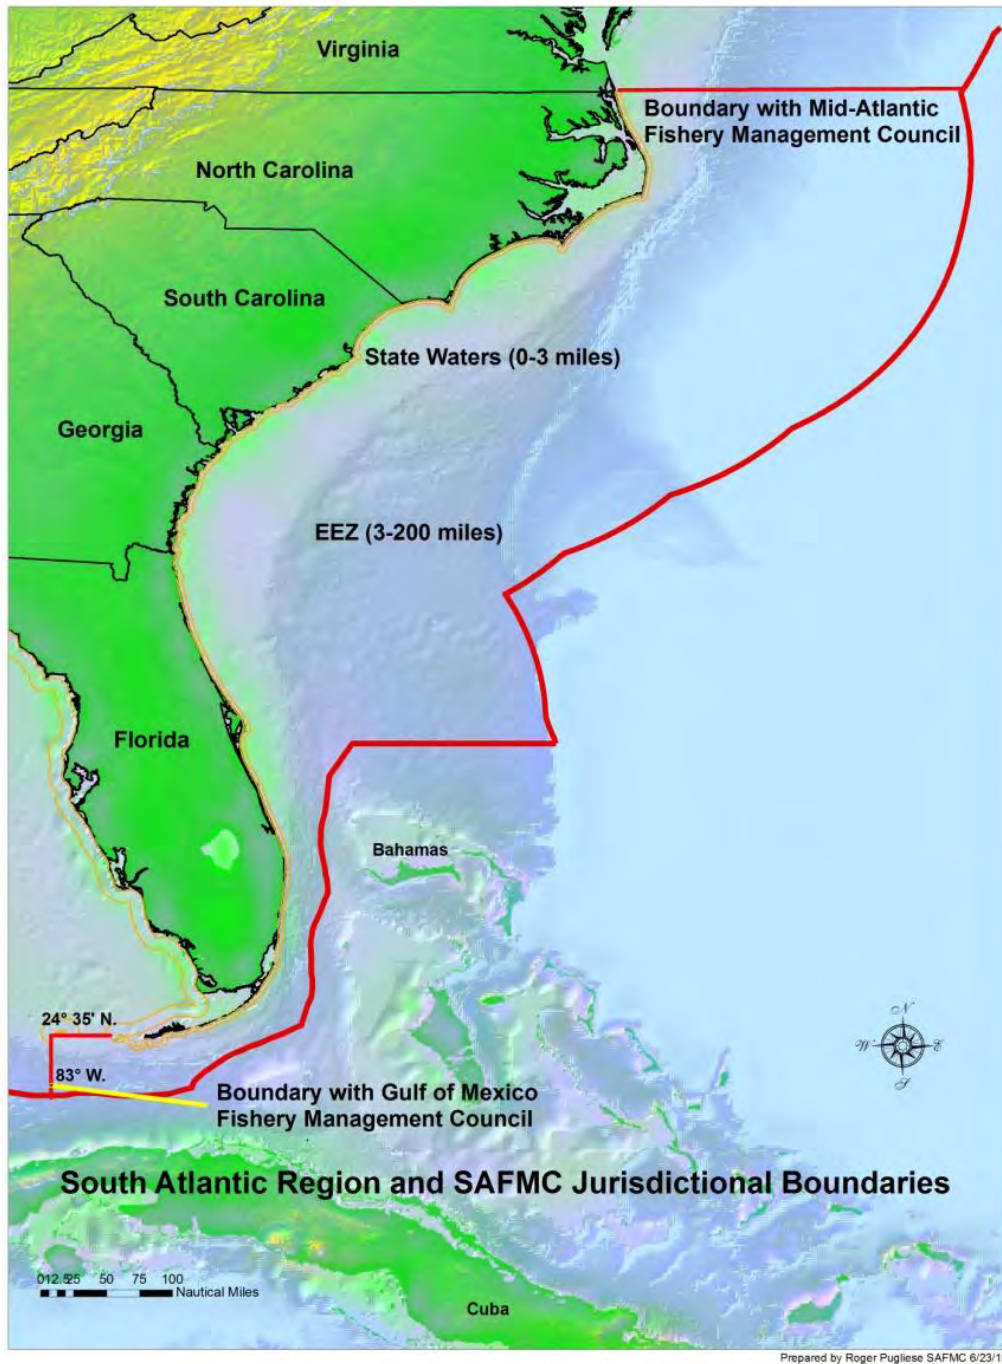 Virginia
Boundary with Mid-Atlantic
Fishery Management Council
North Carolina
South Carolina
State Waters (0-3 miles)
Georgia
EEZ (3-200 miles)
Florida
Bahamas
24° 35' N.
83° W.
Boundary with Gulf of Mexico
Fishery Management Council
N
W E
S
South Atlantic Region and SAFMC Jurisdictional Boundaries
0 12.5 25 50 75 100
Nautical Miles
Cuba
Prepared by Roger Pugliese SAFMC 6/23/1